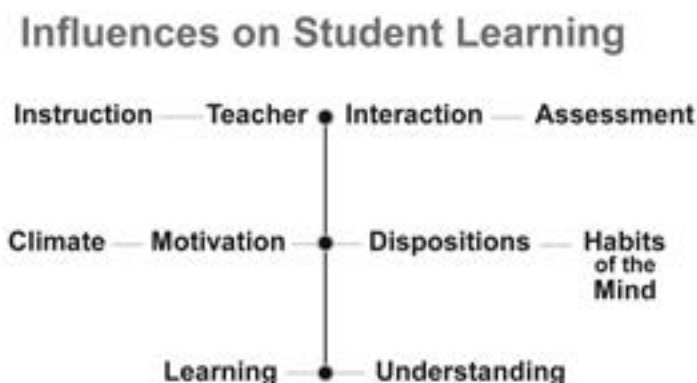 Influences on Student Learning
Instruction Teacher Interaction Assessment
Climate Motivation Dispositions Habits
of the
Mind
Learning Understanding